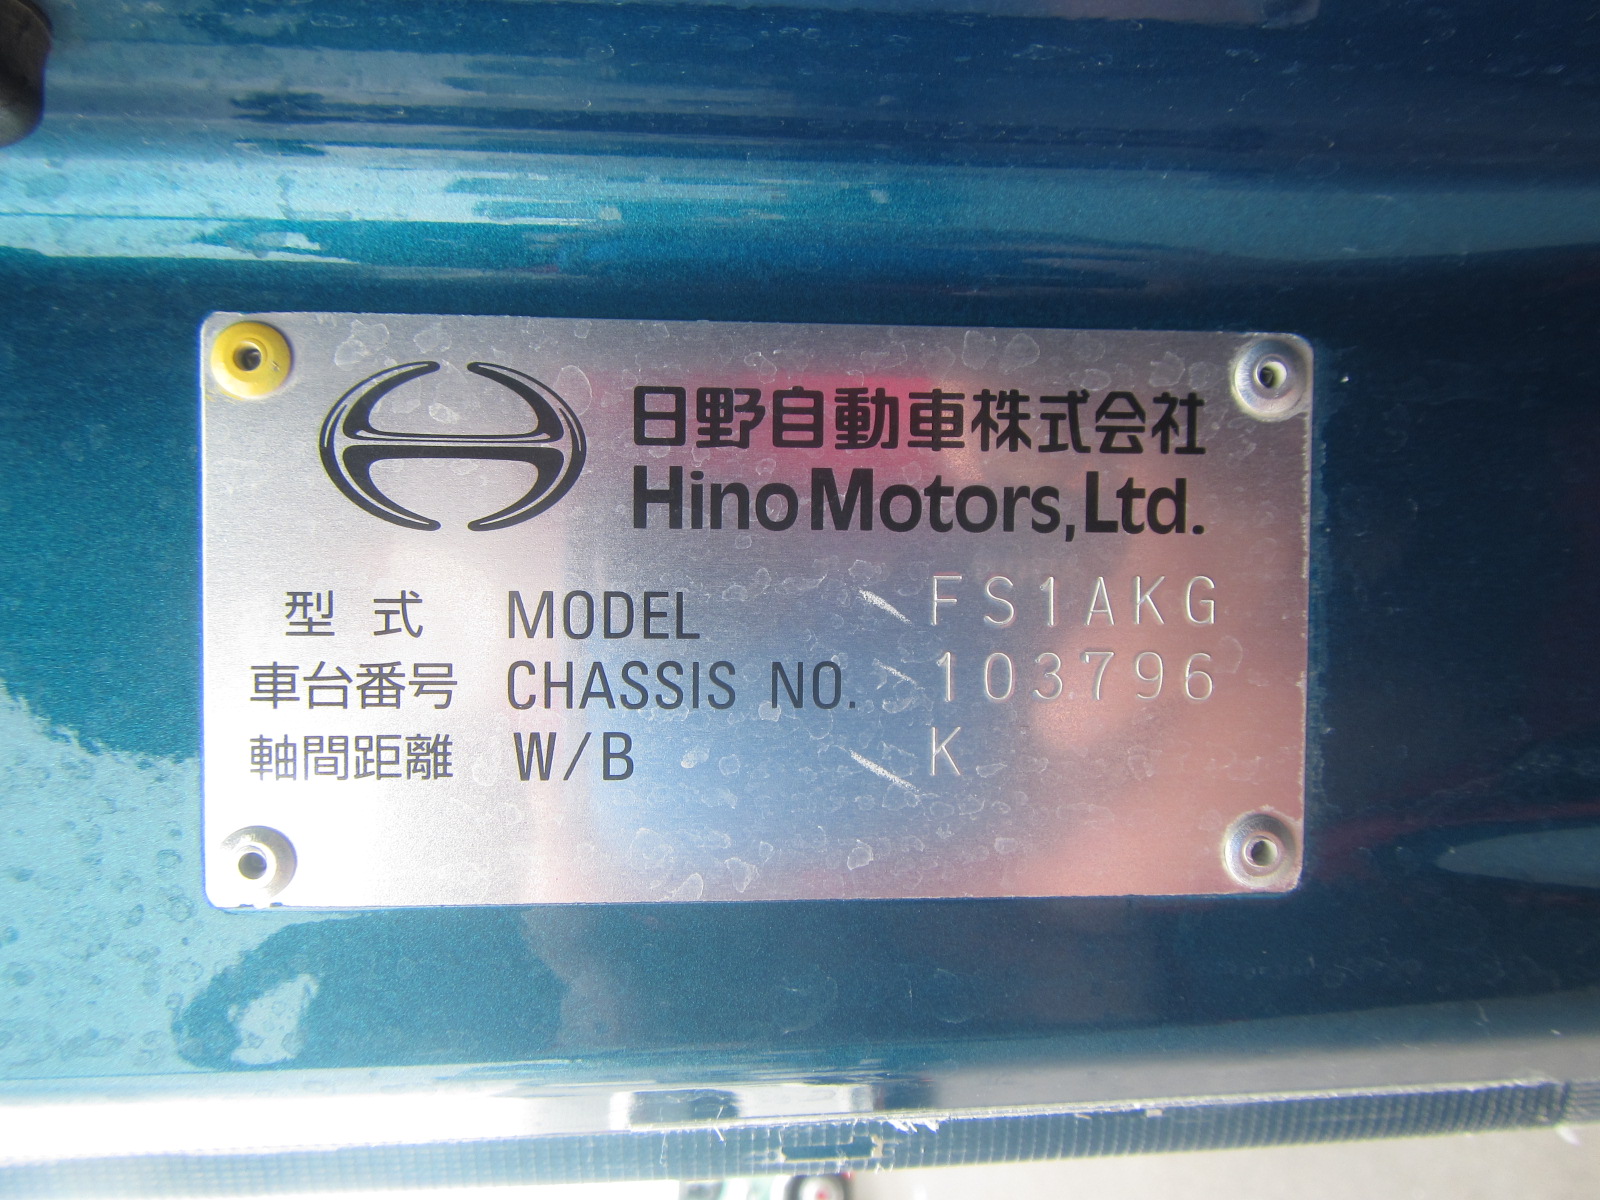 日野自動車株式会社
Hino Motors, Ltd.
型式 MODEL FS1AKG
車台番号 CHASSIS NO. 103796
軸間距離 W/B K